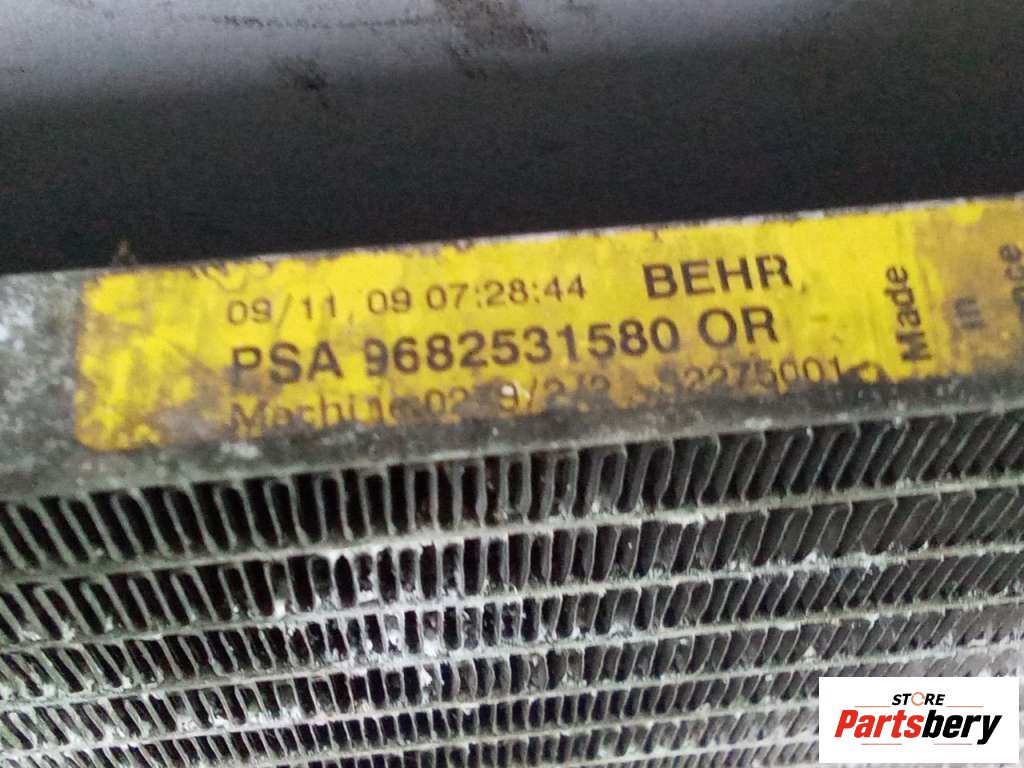 09/11, 09 07:28:44 BEHR
PSA 9682531580 OR
Made
in
STORE
Partsbery